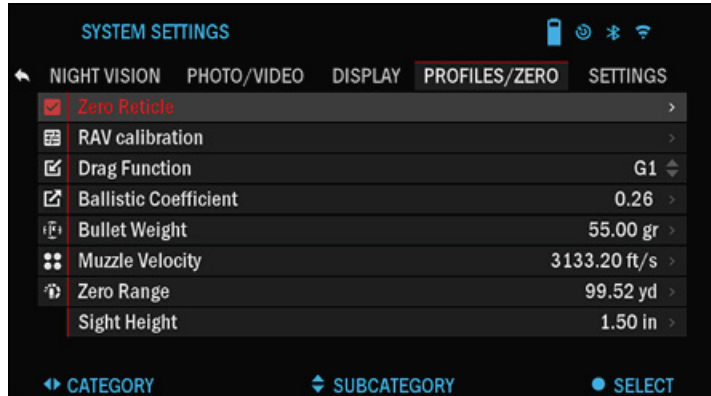 SYSTEM SETTINGS
NIGHT VISION PHOTO/VIDEO DISPLAY PROFILES/ZERO SETTINGS
Zero Reticle
RAV calibration
Drag Function G1
Ballistic Coefficient 0.26
Bullet Weight 55.00 gr
Muzzle Velocity 3133.20 ft/s
Zero Range 99.52 yd
Sight Height 1.50 in
CATEGORY SUBCATEGORY SELECT